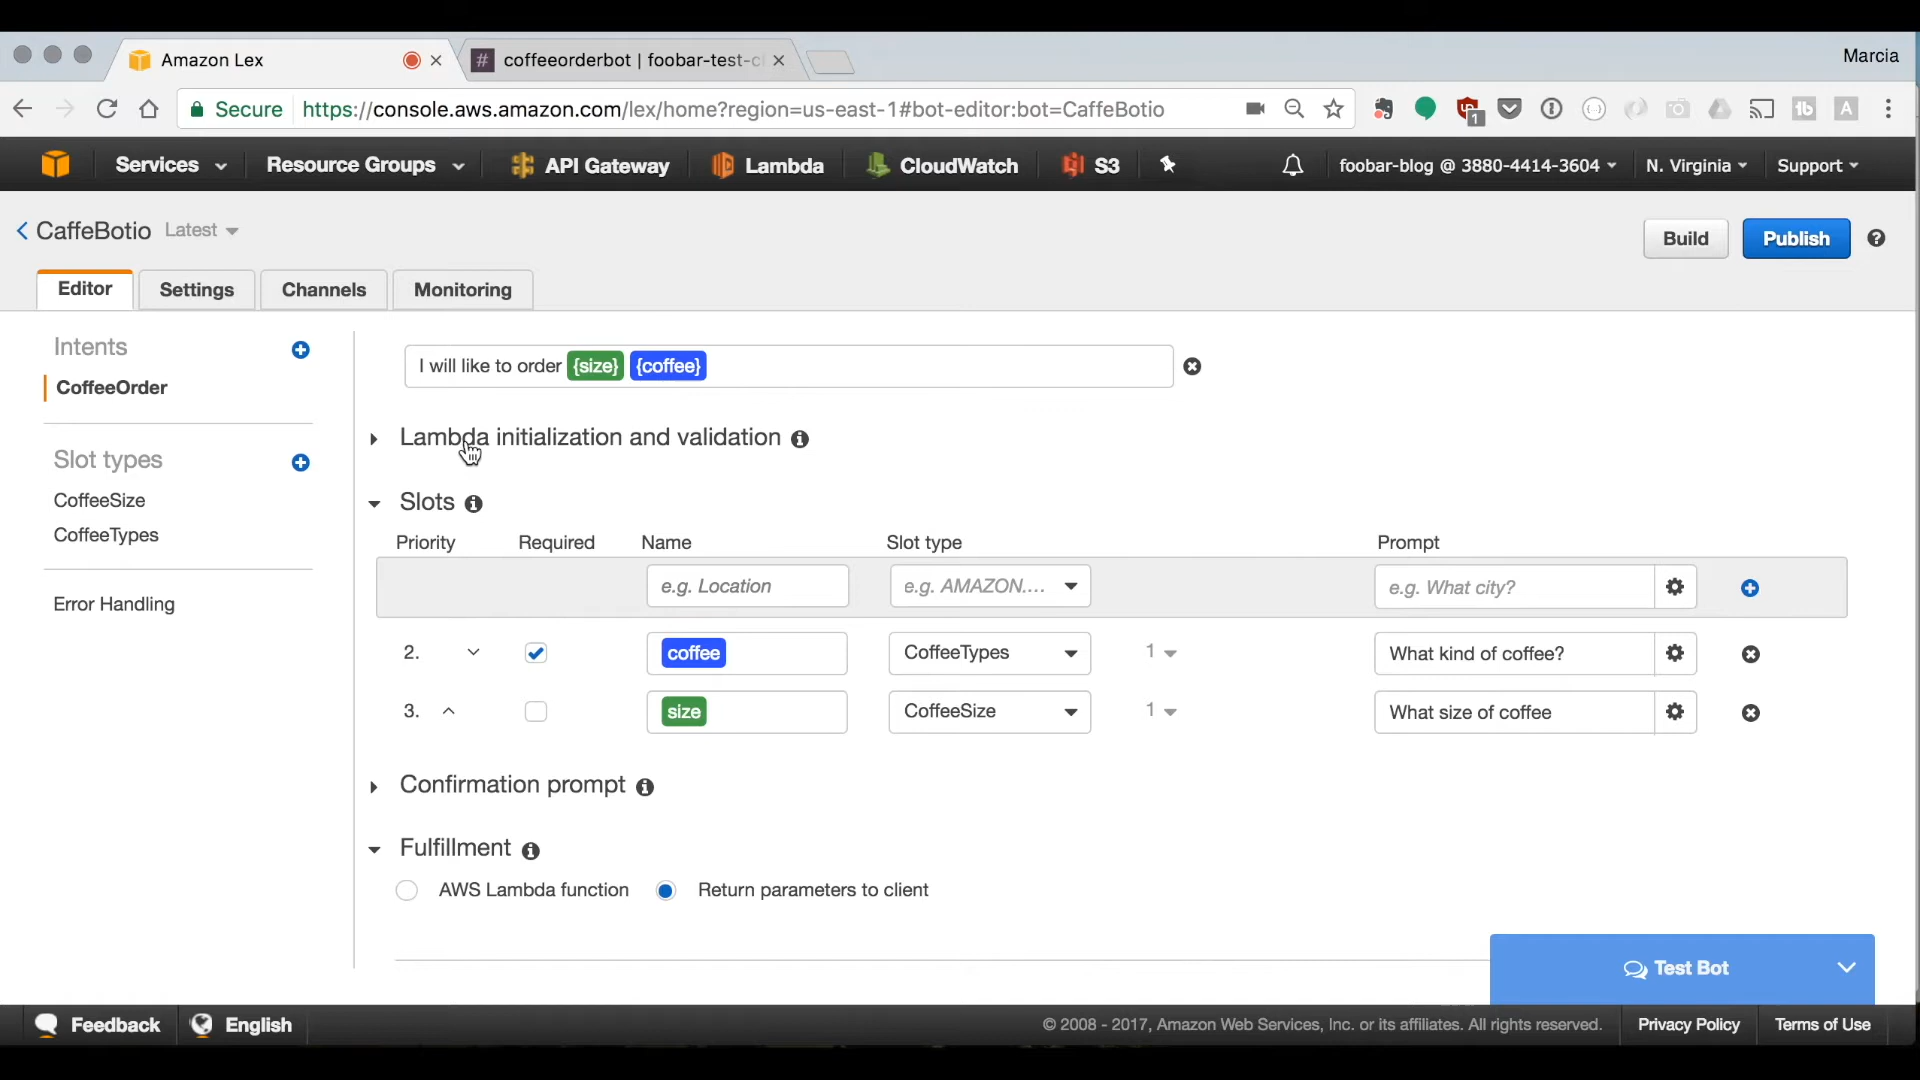 Amazon Lex
# coffeeorderbot | foobar-test-c
Marcia
Secure https://console.aws.amazon.com/lex/home?region=us-east-1#bot-editor:bot=CaffeBotio
1
tb
A
Services Resource Groups API Gateway Lambda CloudWatch S3 foobar-blog @ 3880-4414-3604 N. Virginia Support
CaffeBotio Latest
Build Publish ?
Editor Settings Channels Monitoring
Intents
CoffeeOrder
Slot types
CoffeeSize
CoffeeTypes
Error Handling
I will like to order {size} {coffee}
Lambda initialization and validation
Slots
Priority Required Name Slot type Prompt
e.g. Location e.g. AMAZON.... e.g. What city?
2. coffee CoffeeTypes 1 What kind of coffee?
3. size CoffeeSize 1 What size of coffee
Confirmation prompt
Fulfillment
AWS Lambda function Return parameters to client
Test Bot
Feedback English © 2008 - 2017, Amazon Web Services, Inc. or its affiliates. All rights reserved. Privacy Policy Terms of Use